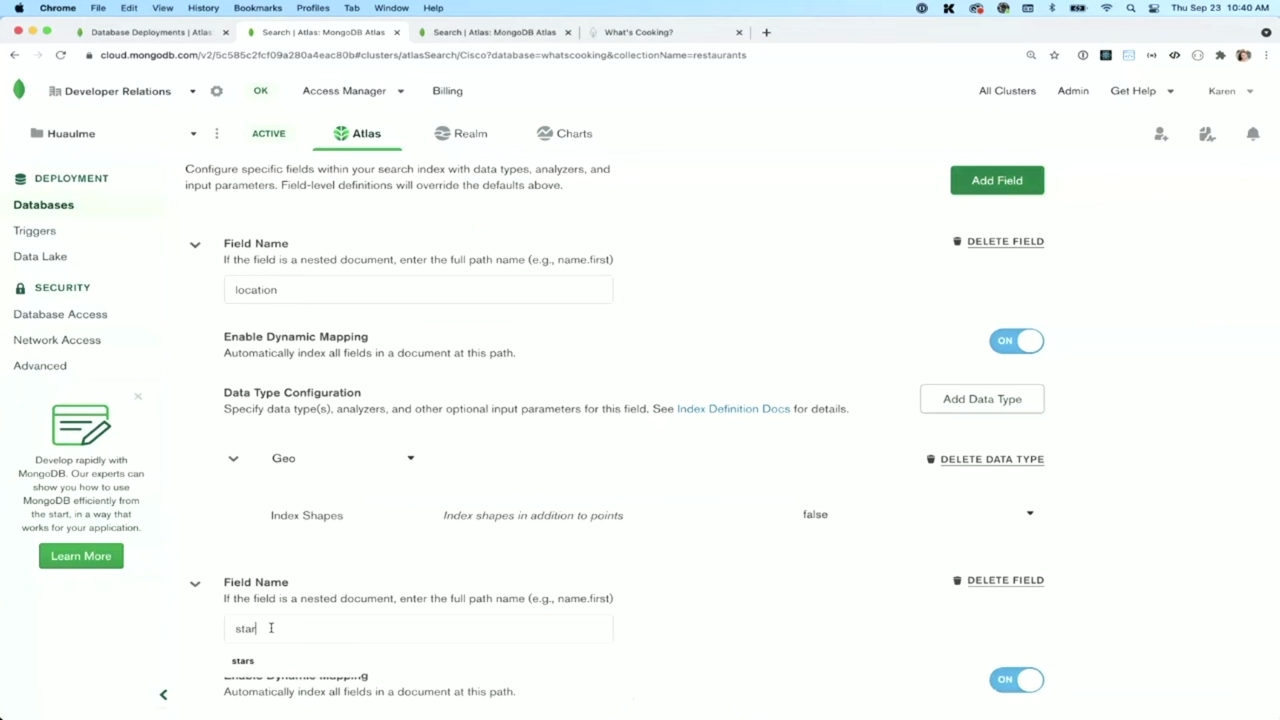 Chrome File Edit View History Bookmarks Profiles Tab Window Help Thu Sep 23 10:40 AM
Database Deployments | Atlas: Search | Atlas: MongoDB Atlas Search | Atlas: MongoDB Atlas What's Cooking?
cloud.mongodb.com/v2/5c585c2fcf09a280a4eac80b#clusters/atlasSearch/Cisco?database=whatscooking&collectionName=restaurants
Developer Relations OK Access Manager Billing All Clusters Admin Get Help Karen
Huaulme ACTIVE Atlas Realm Charts
DEPLOYMENT
Databases
Triggers
Data Lake
SECURITY
Database Access
Network Access
Advanced
Develop rapidly with
MongoDB. Our experts can
show you how to use
MongoDB efficiently from
the start, in a way that
works for your application.
Learn More
Configure specific fields within your search index with data types, analyzers, and
input parameters. Field-level definitions will override the defaults above.
Add Field
Field Name
DELETE FIELD
If the field is a nested document, enter the full path name (e.g., name.first)
location
Enable Dynamic Mapping
ON
Automatically index all fields in a document at this path.
Data Type Configuration
Add Data Type
Specify data type(s), analyzers, and other optional input parameters for this field. See Index Definition Docs for details.
Geo DELETE DATA TYPE
Index Shapes Index shapes in addition to points false
Field Name
DELETE FIELD
If the field is a nested document, enter the full path name (e.g., name.first)
star
stars
Enable Dynamic Mapping
ON
Automatically index all fields in a document at this path.